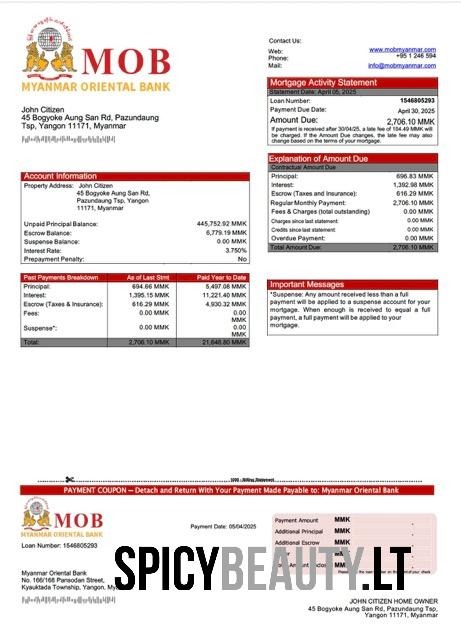 MOB
MYANMAR ORIENTAL BANK
Contact Us:
Web: www.mobmyanmar.com
Phone: +95 1 246 594
Mail: info@mobmyanmar.com
John Citizen
45 Bogyoke Aung San Rd, Pazundaung
Tsp, Yangon 11171, Myanmar
Mortgage Activity Statement
Statement Date: April 05, 2025
Loan Number: 1546805293
Payment Due Date: April 30, 2025
Amount Due: 2,706.10 MMK
If payment is received after 30/04/25, a late fee of 104.49 MMK will be
charged. If the Amount Due changes, the late fee may also
change based on the terms of your mortgage.
Explanation of Amount Due
Contractual Amount Due
Principal: 696.83 MMK
Interest: 1,392.98 MMK
Escrow (Taxes and Insurance): 616.29 MMK
Regular Monthly Payment: 2,706.10 MMK
Fees & Charges (total outstanding) 0.00 MMK
Charges since last statement: 0.00 MMK
Credits since last statement: 0.00 MMK
Overdue Payment: 0.00 MMK
Total Amount Due: 2,706.10 MMK
Account Information
Property Address: John Citizen
45 Bogyoke Aung San Rd,
Pazundaung Tsp, Yangon
11171, Myanmar
Unpaid Principal Balance: 445,752.92 MMK
Escrow Balance: 6,779.19 MMK
Suspense Balance: 0.00 MMK
Interest Rate: 3.750%
Prepayment Penalty: No
Past Payments Breakdown As of Last Stmt Paid Year to Date
Principal: 694.66 MMK 5,497.08 MMK
Interest: 1,395.15 MMK 11,221.40 MMK
Escrow (Taxes & Insurance): 616.29 MMK 4,930.32 MMK
Fees: 0.00 MMK 0.00
MMK
Suspense*: 0.00 MMK 0.00
MMK
Total: 2,706.10 MMK 21,648.80 MMK
Important Messages
*Suspense: Any amount received less than a full
payment will be applied to a suspense account for your
mortgage. When enough is received to equal a full
payment, a full payment will be applied to your
mortgage.
PAYMENT COUPON – Detach and Return With Your Payment Made Payable to: Myanmar Oriental Bank
MOB
MYANMAR ORIENTAL BANK
Payment Date: 05/04/2025
Loan Number: 1546805293
Payment Amount MMK .
Additional Principal MMK .
Additional Escrow MMK .
Myanmar Oriental Bank
No. 166/168 Pansodan Street,
Kyauktada Township, Yangon,
SPICYBEAUTY.LT
JOHN CITIZEN HOME OWNER
45 Bogyoke Aung San Rd, Pazundaung Tsp,
Yangon 11171, Myanmar